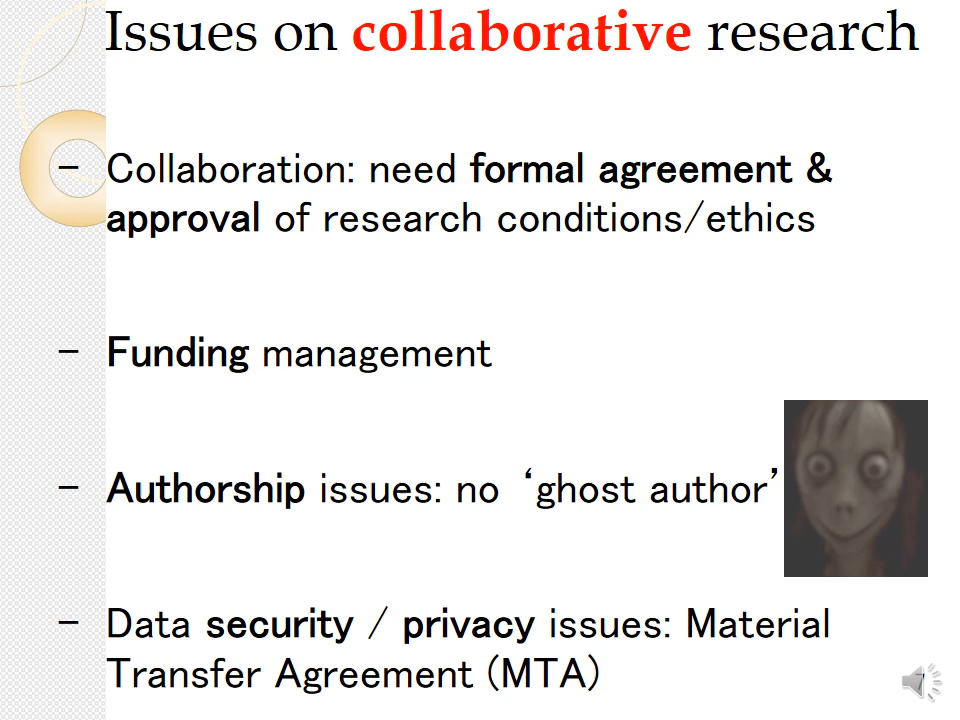 Issues on collaborative research
- Collaboration: need formal agreement &
approval of research conditions/ethics
- Funding management
- Authorship issues: no ‘ghost author’
- Data security / privacy issues: Material
Transfer Agreement (MTA)
7